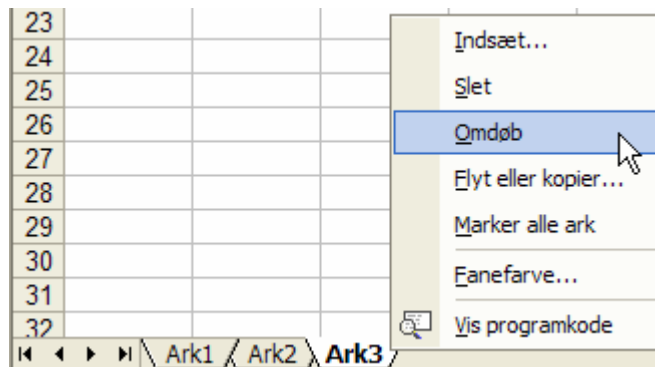 23
24
25
26
27
28
29
30
31
32
Indsæt...
Slet
Omdøb
Flyt eller kopier...
Marker alle ark
Fanefarve...
Vis programkode
Ark1 Ark2 Ark3